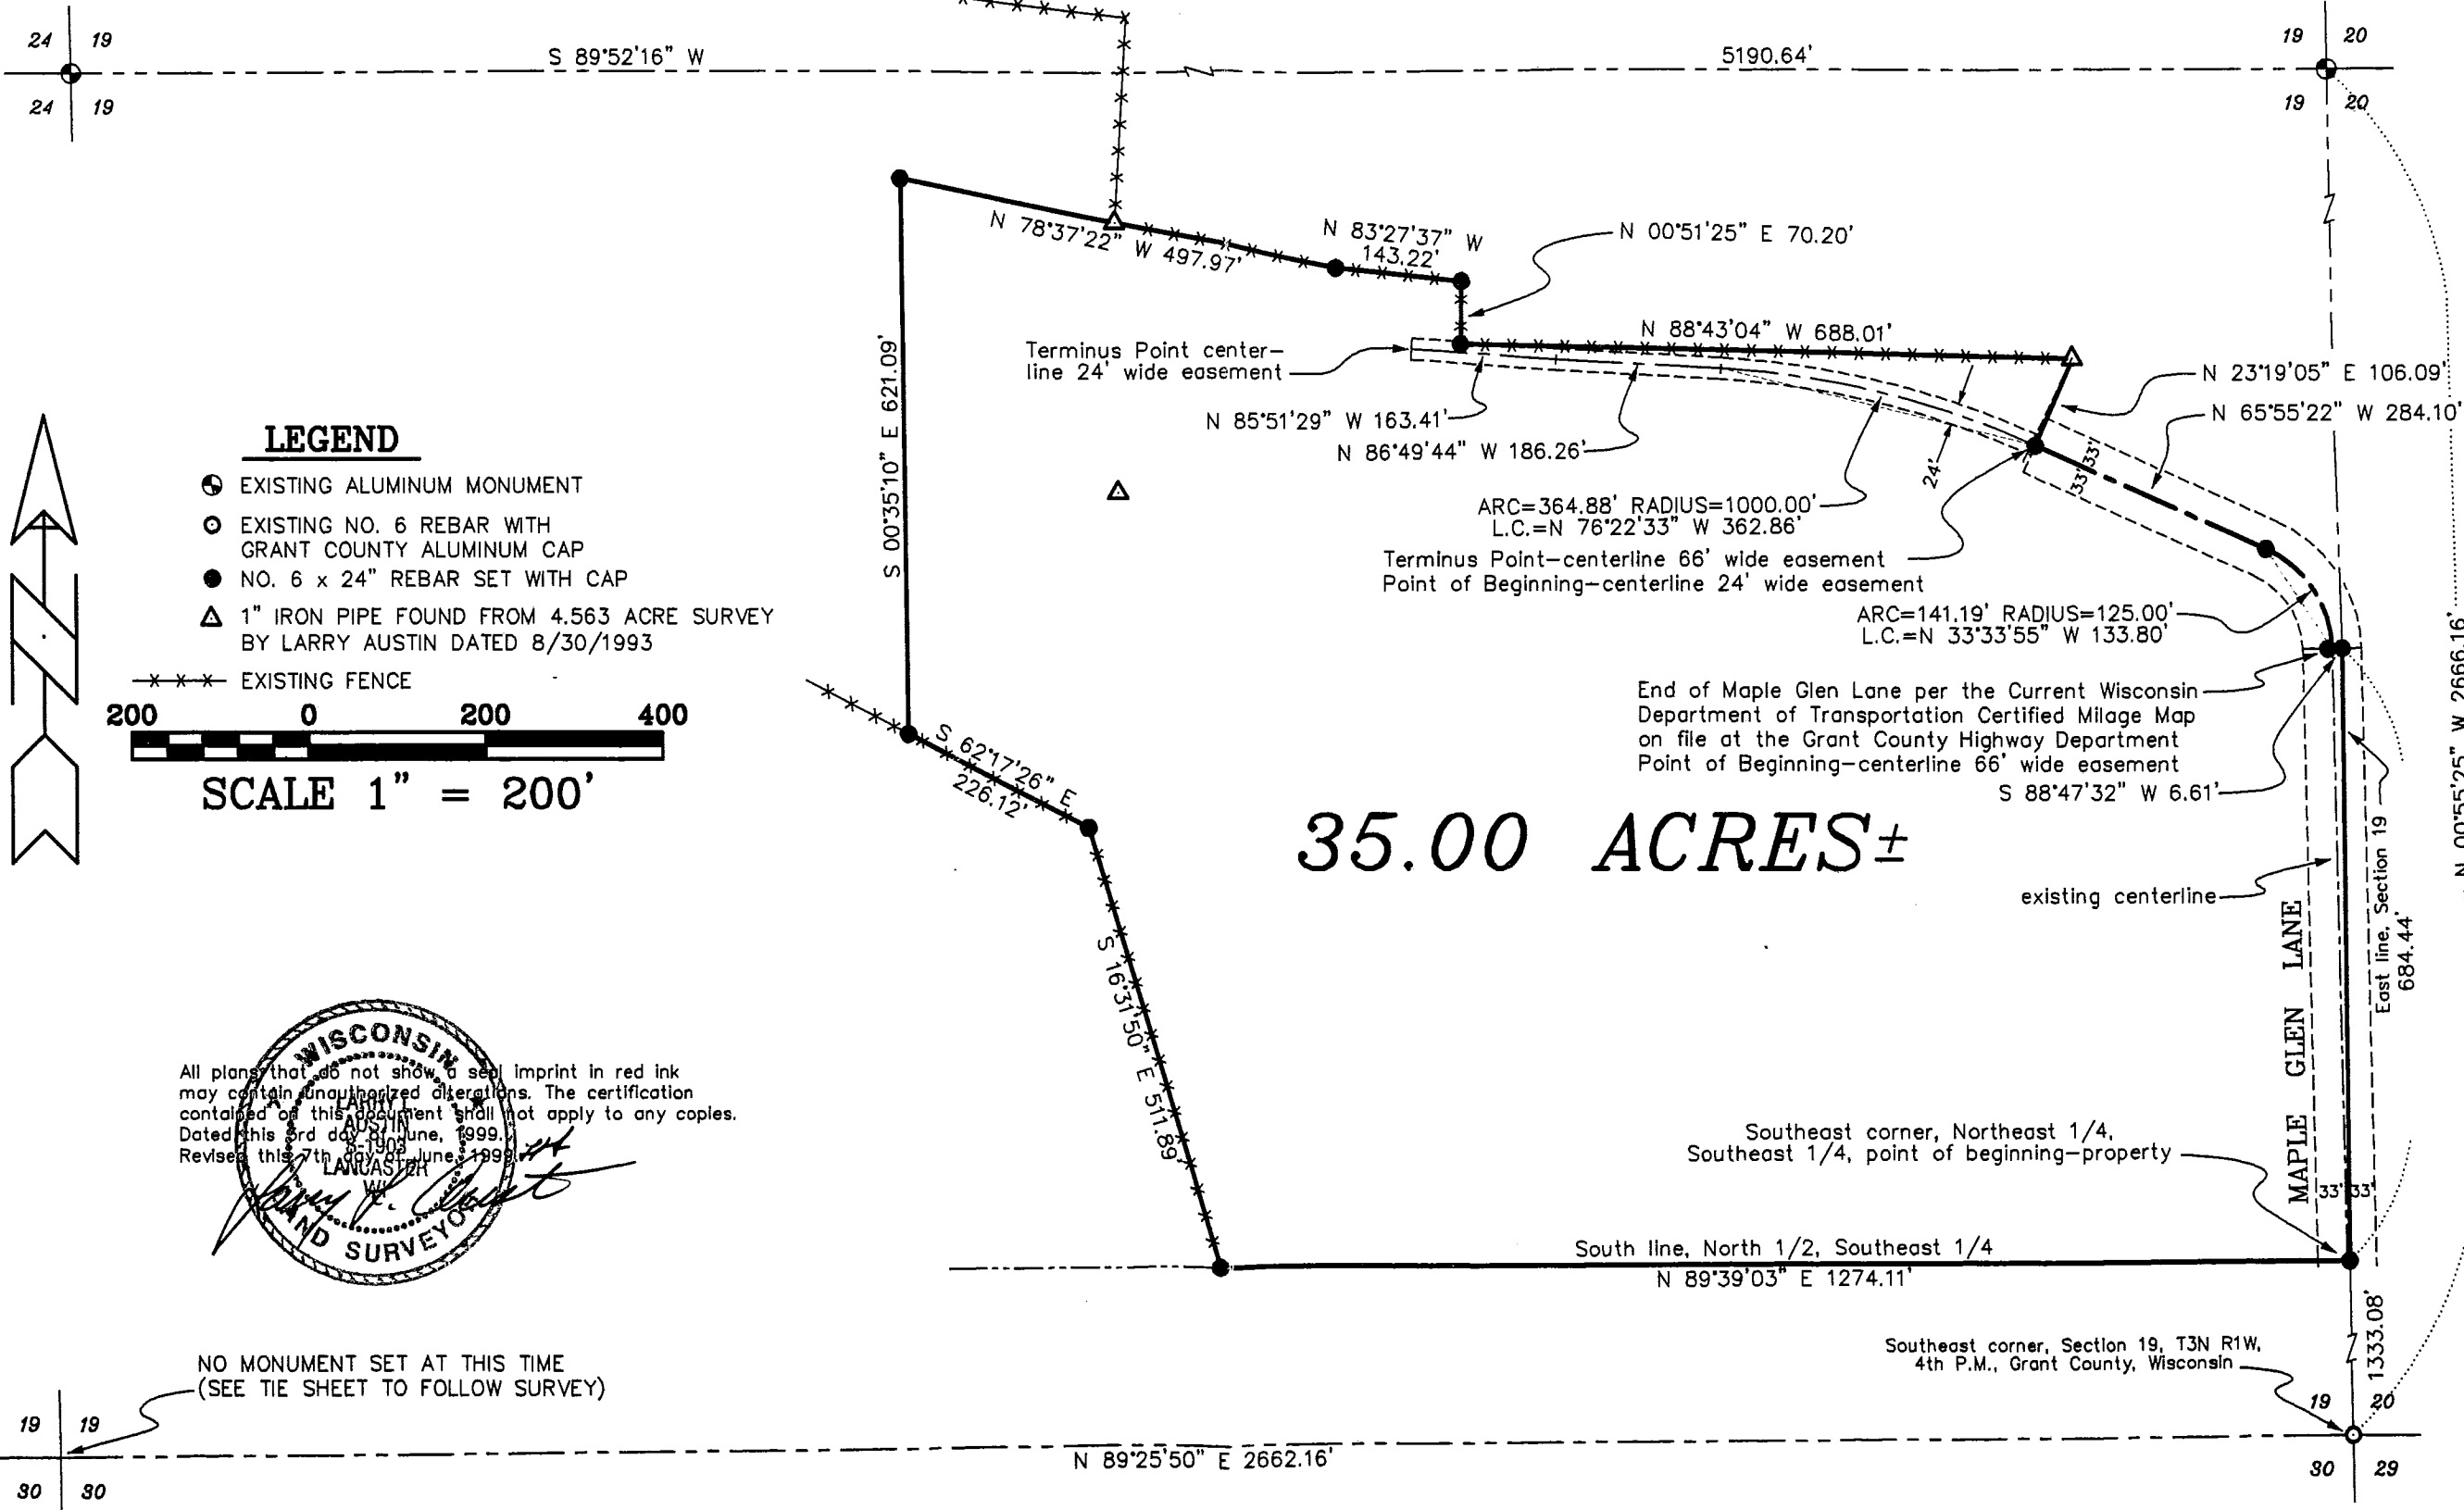 24 19
24 19
S 89°52'16" W
5190.64'
19 20
19 20
N 78°37'22" W 497.97'
N 83°27'37" W
143.22'
N 00°51'25" E 70.20'
N 88°43'04" W 688.01'
Terminus Point center-
line 24' wide easement
N 23°19'05" E 106.09'
N 65°55'22" W 284.10'
N 85°51'29" W 163.41'
N 86°49'44" W 186.26'
24'
33' 33'
ARC=364.88' RADIUS=1000.00'
L.C.=N 76°22'33" W 362.86'
Terminus Point-centerline 66' wide easement
Point of Beginning-centerline 24' wide easement
ARC=141.19' RADIUS=125.00'
L.C.=N 33°33'55" W 133.80'
S 00°35'10" E 621.09'
LEGEND
EXISTING ALUMINUM MONUMENT
EXISTING NO. 6 REBAR WITH
GRANT COUNTY ALUMINUM CAP
NO. 6 x 24" REBAR SET WITH CAP
1" IRON PIPE FOUND FROM 4.563 ACRE SURVEY
BY LARRY AUSTIN DATED 8/30/1993
EXISTING FENCE
200 0 200 400
SCALE 1" = 200'
S 62°17'26" E
226.12'
End of Maple Glen Lane per the Current Wisconsin
Department of Transportation Certified Milage Map
on file at the Grant County Highway Department
Point of Beginning-centerline 66' wide easement
S 88°47'32" W 6.61'
N 00°55'25" W 2666.16'
35.00 ACRES±
existing centerline
East line, Section 19
684.44'
MAPLE GLEN LANE
33' 33'
S 16°31'50" E 511.89'
All plans that do not show a seal imprint in red ink
may contain unauthorized alterations. The certification
contained on this document shall not apply to any copies.
Dated this 3rd day of June, 1999.
Revised this 7th day of June, 1999.
WISCONSIN
LARRY L.
AUSTIN
S-1903
LANCASTER
WI.
LAND SURVEYOR
Southeast corner, Northeast 1/4,
Southeast 1/4, point of beginning-property
South line, North 1/2, Southeast 1/4
N 89°39'03" E 1274.11'
1333.08'
Southeast corner, Section 19, T3N R1W,
4th P.M., Grant County, Wisconsin
NO MONUMENT SET AT THIS TIME
(SEE TIE SHEET TO FOLLOW SURVEY)
19 19
30 30
N 89°25'50" E 2662.16'
19 20
30 29